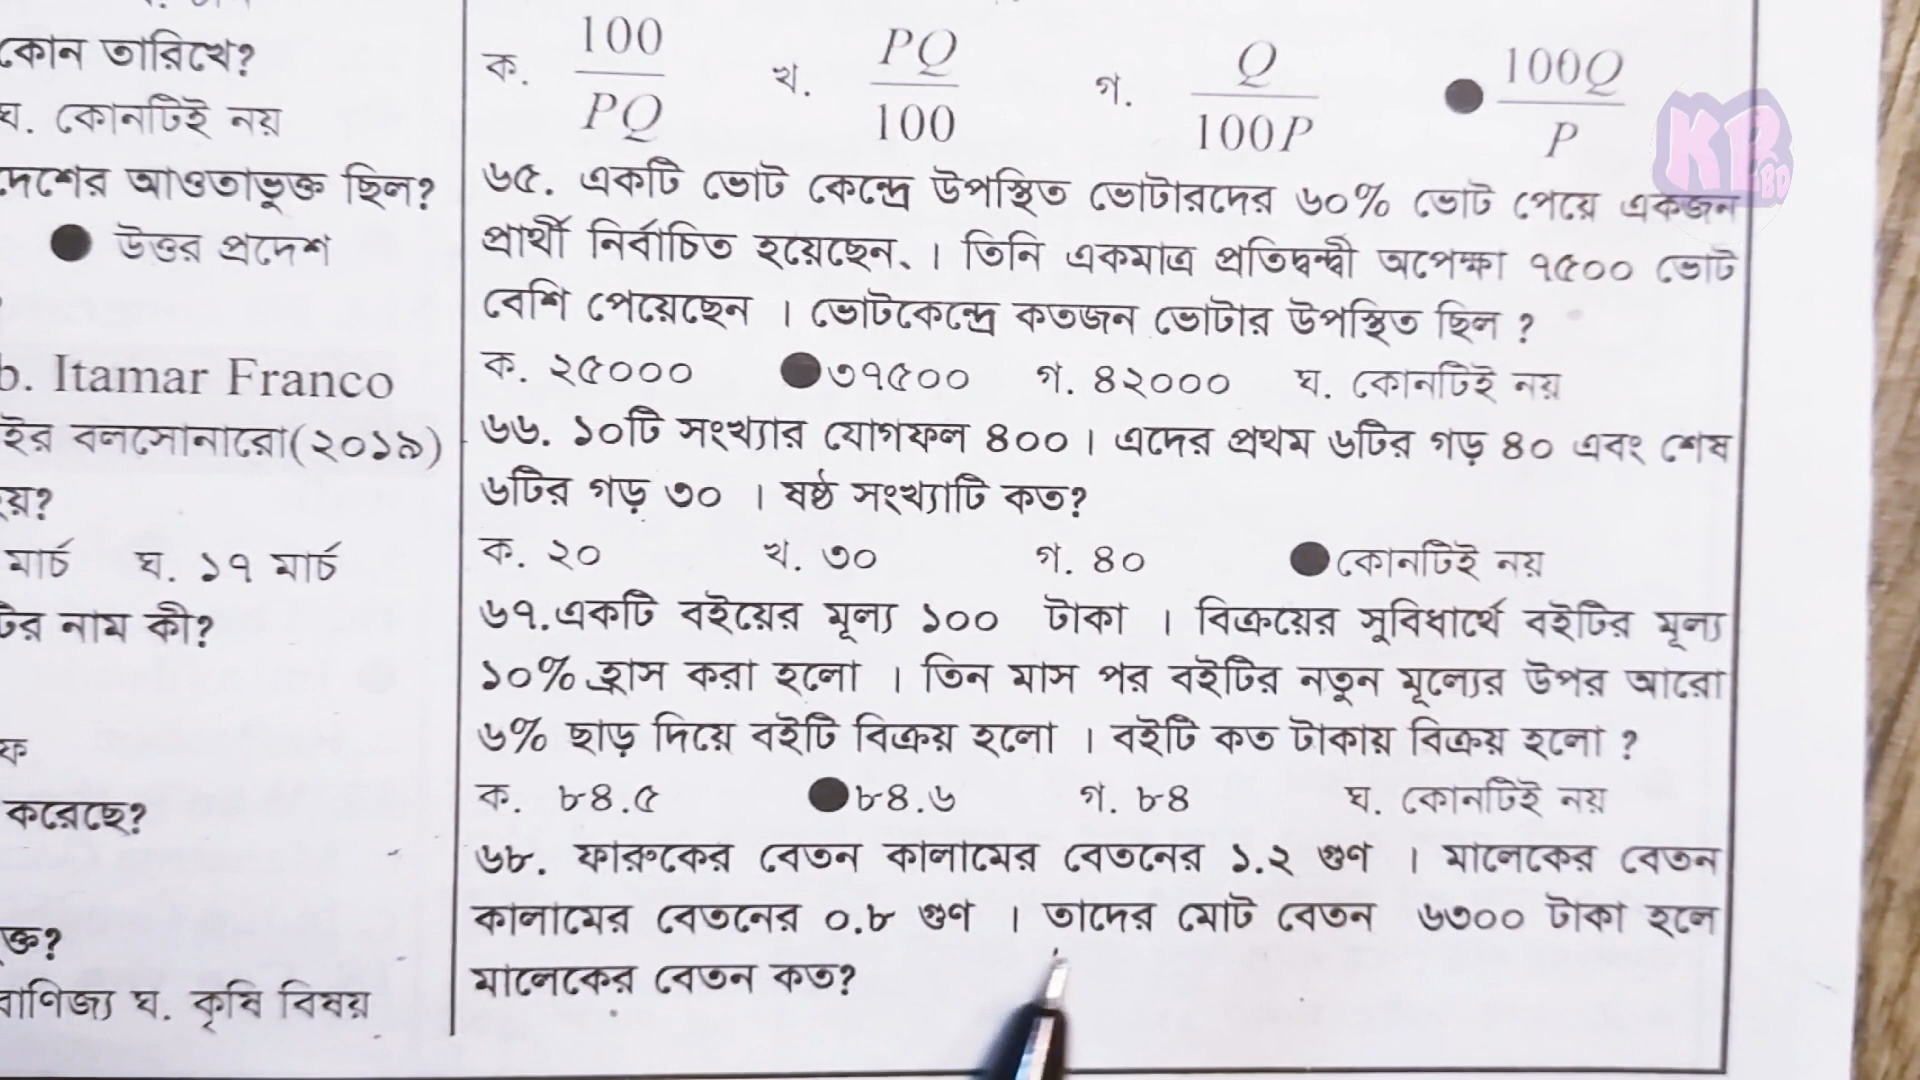 কোন তারিখে?
ঘ. কোনটিই নয়
দেশের আওতাভুক্ত ছিল?
● উত্তর প্রদেশ
b. Itamar Franco
ইর বলসোনারো(২০১৯)
য়?
মার্চ ঘ. ১৭ মার্চ
টির নাম কী?
ফ
করেছে?
ক্ত?
বাণিজ্য ঘ. কৃষি বিষয়
ক. 100/PQ খ. PQ/100 গ. Q/100P ● 100Q/P
৬৫. একটি ভোট কেন্দ্রে উপস্থিত ভোটারদের ৬০% ভোট পেয়ে একজন
প্রার্থী নির্বাচিত হয়েছেন.। তিনি একমাত্র প্রতিদ্বন্দ্বী অপেক্ষা ৭৫০০ ভোট
বেশি পেয়েছেন । ভোটকেন্দ্রে কতজন ভোটার উপস্থিত ছিল ?
ক. ২৫০০০ ●৩৭৫০০ গ. ৪২০০০ ঘ. কোনটিই নয়
৬৬. ১০টি সংখ্যার যোগফল ৪০০। এদের প্রথম ৬টির গড় ৪০ এবং শেষ
৬টির গড় ৩০ । ষষ্ঠ সংখ্যাটি কত?
ক. ২০ খ. ৩০ গ. ৪০ ●কোনটিই নয়
৬৭.একটি বইয়ের মূল্য ১০০ টাকা । বিক্রয়ের সুবিধার্থে বইটির মূল্য
১০% হ্রাস করা হলো । তিন মাস পর বইটির নতুন মূল্যের উপর আরো
৬% ছাড় দিয়ে বইটি বিক্রয় হলো । বইটি কত টাকায় বিক্রয় হলো ?
ক. ৮৪.৫ ●৮৪.৬ গ. ৮৪ ঘ. কোনটিই নয়
৬৮. ফারুকের বেতন কালামের বেতনের ১.২ গুণ । মালেকের বেতন
কালামের বেতনের ০.৮ গুণ । তাদের মোট বেতন ৬৩০০ টাকা হলে
মালেকের বেতন কত?